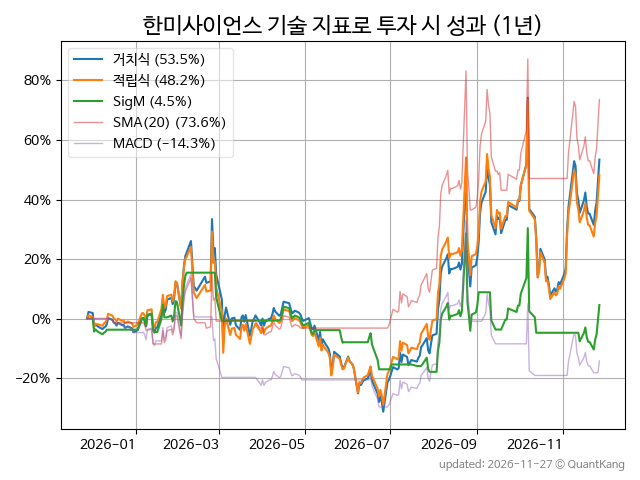 한미사이언스 기술 지표로 투자 시 성과 (1년)
거치식 (53.5%)
적립식 (48.2%)
SigM (4.5%)
SMA(20) (73.6%)
MACD (−14.3%)
80%
60%
40%
20%
0%
−20%
2026-01 2026-03 2026-05 2026-07 2026-09 2026-11
updated: 2026-11-27 © QuantKang